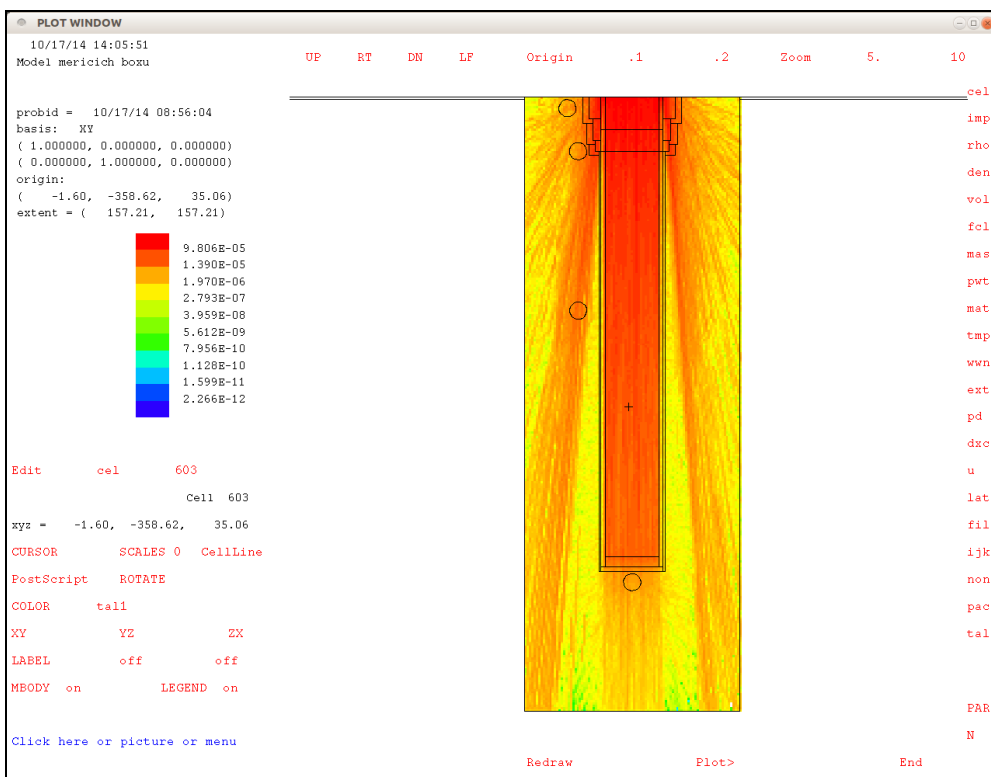 PLOT WINDOW
10/17/14 14:05:51
Model mericich boxu
UP RT DN LF Origin .1 .2 Zoom 5. 10
probid = 10/17/14 08:56:04
basis: XY
( 1.000000, 0.000000, 0.000000)
( 0.000000, 1.000000, 0.000000)
origin:
( -1.60, -358.62, 35.06)
extent = ( 157.21, 157.21)
9.806E-05
1.390E-05
1.970E-06
2.793E-07
3.959E-08
5.612E-09
7.956E-10
1.128E-10
1.599E-11
2.266E-12
Edit cel 603
Cell 603
xyz = -1.60, -358.62, 35.06
CURSOR SCALES 0 CellLine
PostScript ROTATE
COLOR tal1
XY YZ ZX
LABEL off off
MBODY on LEGEND on
Click here or picture or menu
cel
imp
rho
den
vol
fcl
mas
pwt
mat
tmp
wwn
ext
pd
dxc
u
lat
fil
ijk
non
pac
tal
PAR
N
Redraw Plot> End